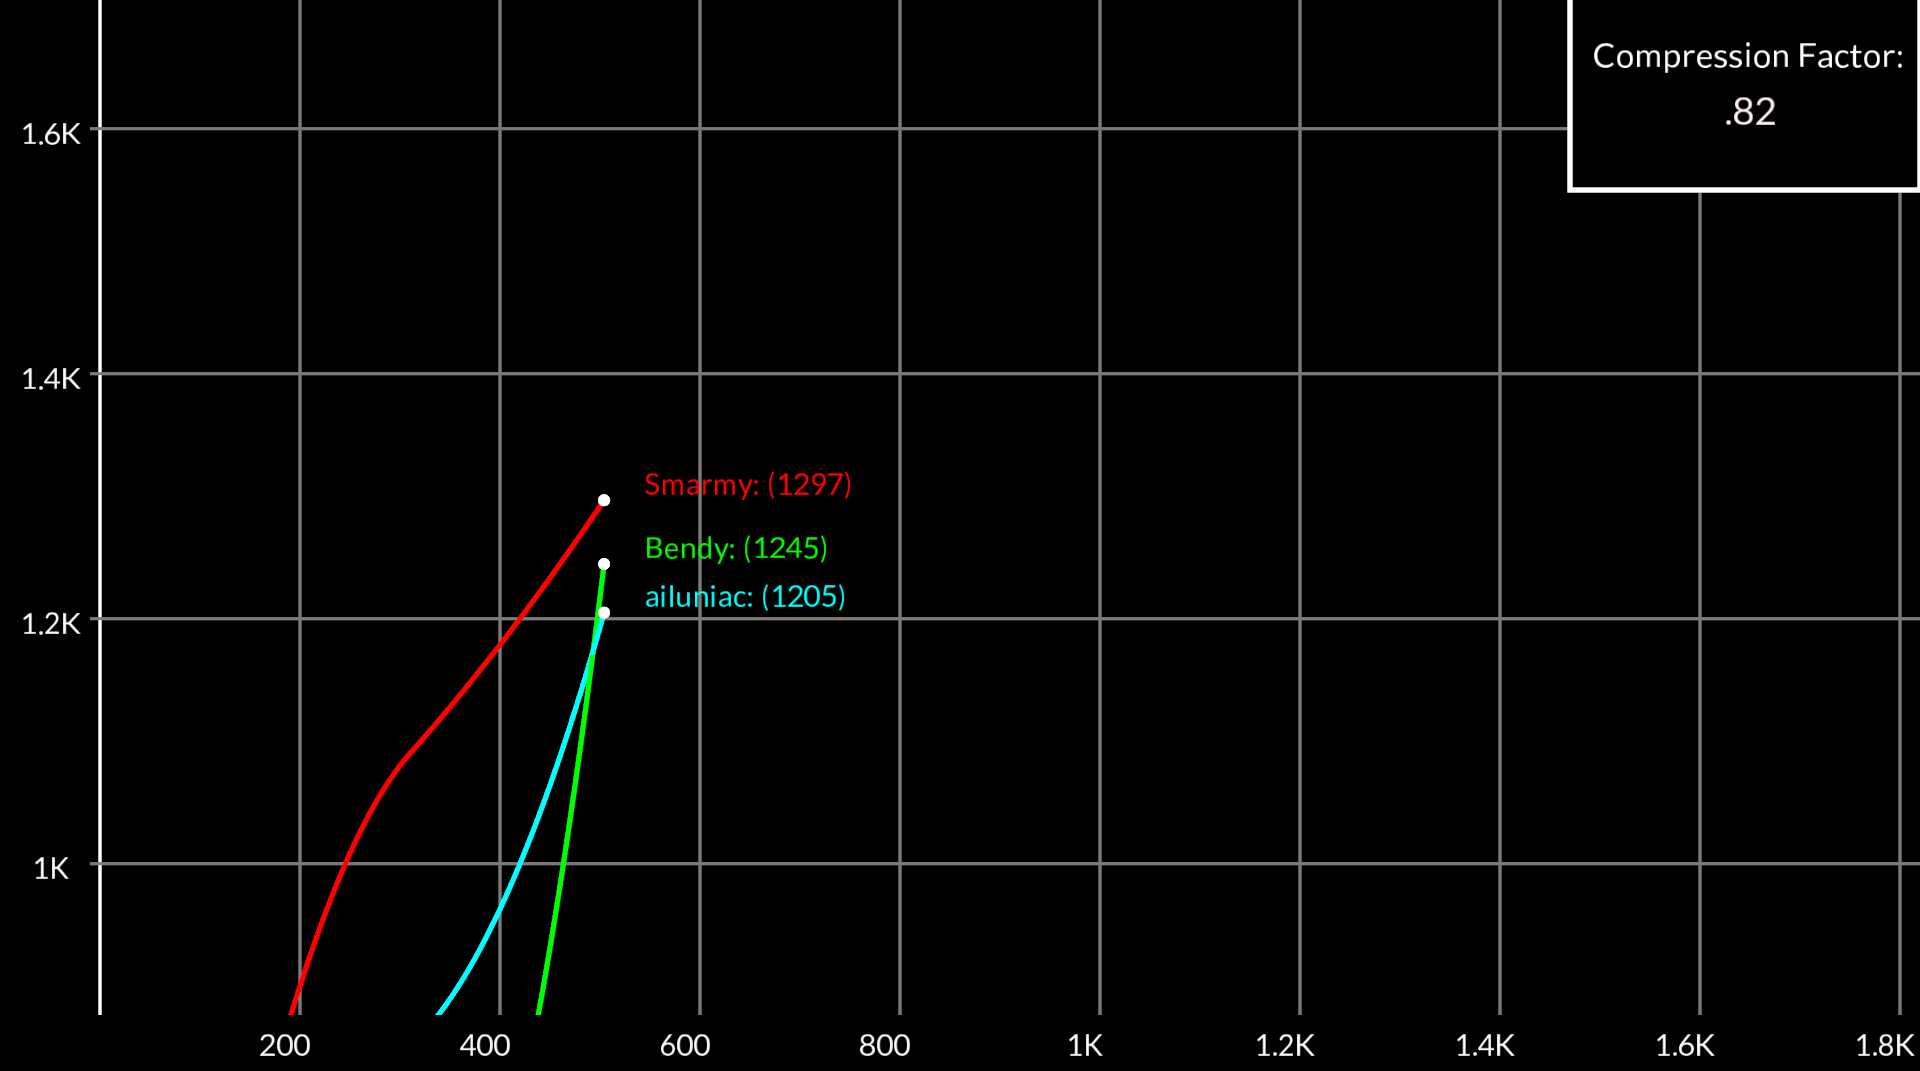 Compression Factor:
.82
1.6K
1.4K
Smarmy: (1297)
Bendy: (1245)
ailuniac: (1205)
1.2K
1K
200 400 600 800 1K 1.2K 1.4K 1.6K 1.8K